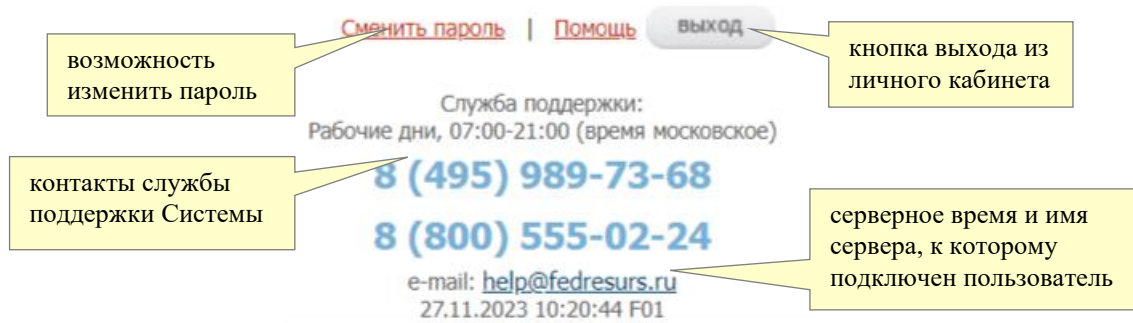 Сменить пароль | Помощь выход
возможность
изменить пароль
кнопка выхода из
личного кабинета
Служба поддержки:
Рабочие дни, 07:00-21:00 (время московское)
8 (495) 989-73-68
контакты службы
поддержки Системы
8 (800) 555-02-24
серверное время и имя
сервера, к которому
подключен пользователь
e-mail: help@fedresurs.ru
27.11.2023 10:20:44 F01